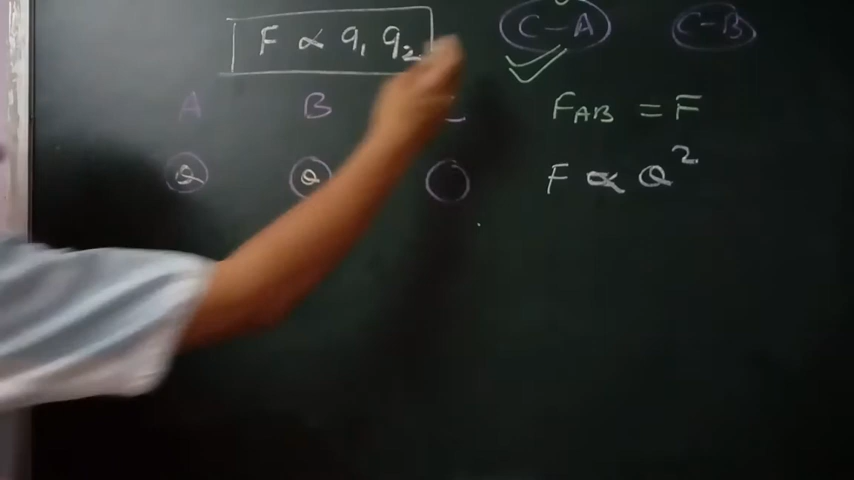 F ∝ q₁ q₂
C-A
C-B
A
B
F_AB = F
Q
Q
F ∝ Q²